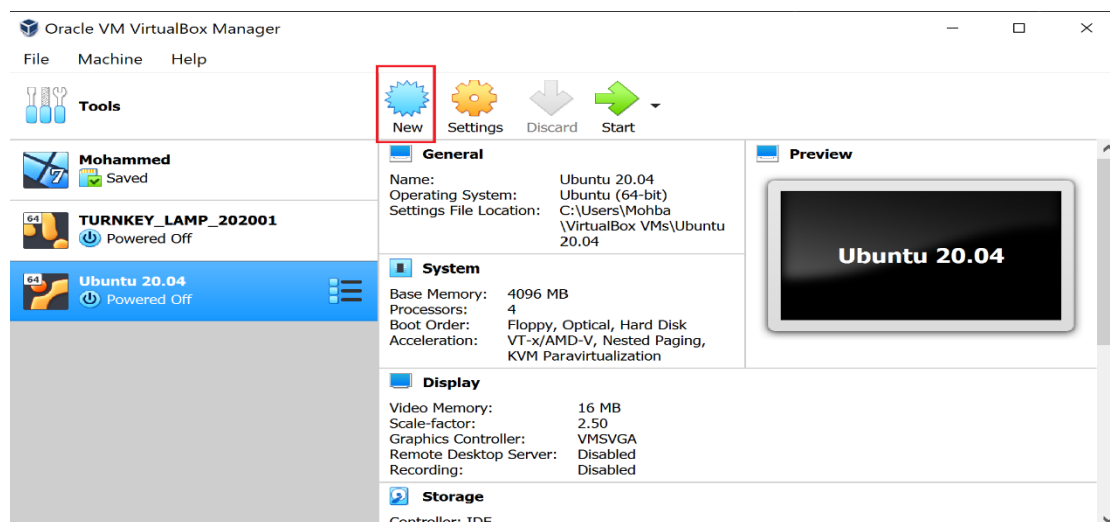 Oracle VM VirtualBox Manager
File Machine Help
Tools
New Settings Discard Start
Mohammed
Saved
64
TURNKEY_LAMP_202001
Powered Off
64
Ubuntu 20.04
Powered Off
General
Name: Ubuntu 20.04
Operating System: Ubuntu (64-bit)
Settings File Location: C:\Users\Mohba
\VirtualBox VMs\Ubuntu
20.04
System
Base Memory: 4096 MB
Processors: 4
Boot Order: Floppy, Optical, Hard Disk
Acceleration: VT-x/AMD-V, Nested Paging,
KVM Paravirtualization
Display
Video Memory: 16 MB
Scale-factor: 2.50
Graphics Controller: VMSVGA
Remote Desktop Server: Disabled
Recording: Disabled
Storage
Controller: IDE
Preview
Ubuntu 20.04